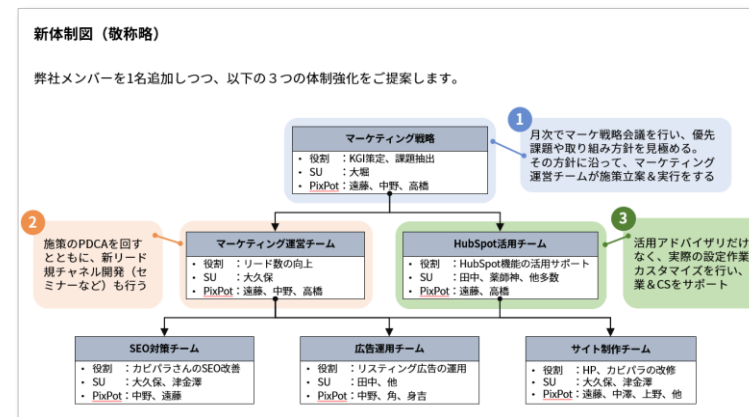 新体制図（敬称略）
弊社メンバーを1名追加しつつ、以下の３つの体制強化をご提案します。
1
月次でマーケ戦略会議を行い、優先
課題や取り組み方針を見極める。
その方針に沿って、マーケティング
運営チームが施策立案＆実行をする
マーケティング戦略
• 役割　：KGI策定、課題抽出
• SU　：大堀
• PixPot：遠藤、中野、高橋
2
施策のPDCAを回す
とともに、新リード
規チャネル開発（セ
ミナーなど）も行う
マーケティング運営チーム
• 役割　：リード数の向上
• SU　：大久保
• PixPot：遠藤、中野、高橋
HubSpot活用チーム
• 役割　：HubSpot機能の活用サポート
• SU　：田中、薬師神、他多数
• PixPot：遠藤、高橋
3
活用アドバイザリだけ
なく、実際の設定作業
カスタマイズを行い、
業＆CSをサポート
SEO対策チーム
• 役割　：カピバラさんのSEO改善
• SU　：大久保、津金澤
• PixPot：中野、遠藤
広告運用チーム
• 役割　：リスティング広告の運用
• SU　：田中、他
• PixPot：中野、角、身吉
サイト制作チーム
• 役割　：HP、カピバラの改修
• SU　：大久保、津金澤
• PixPot：遠藤、中澤、上野、他